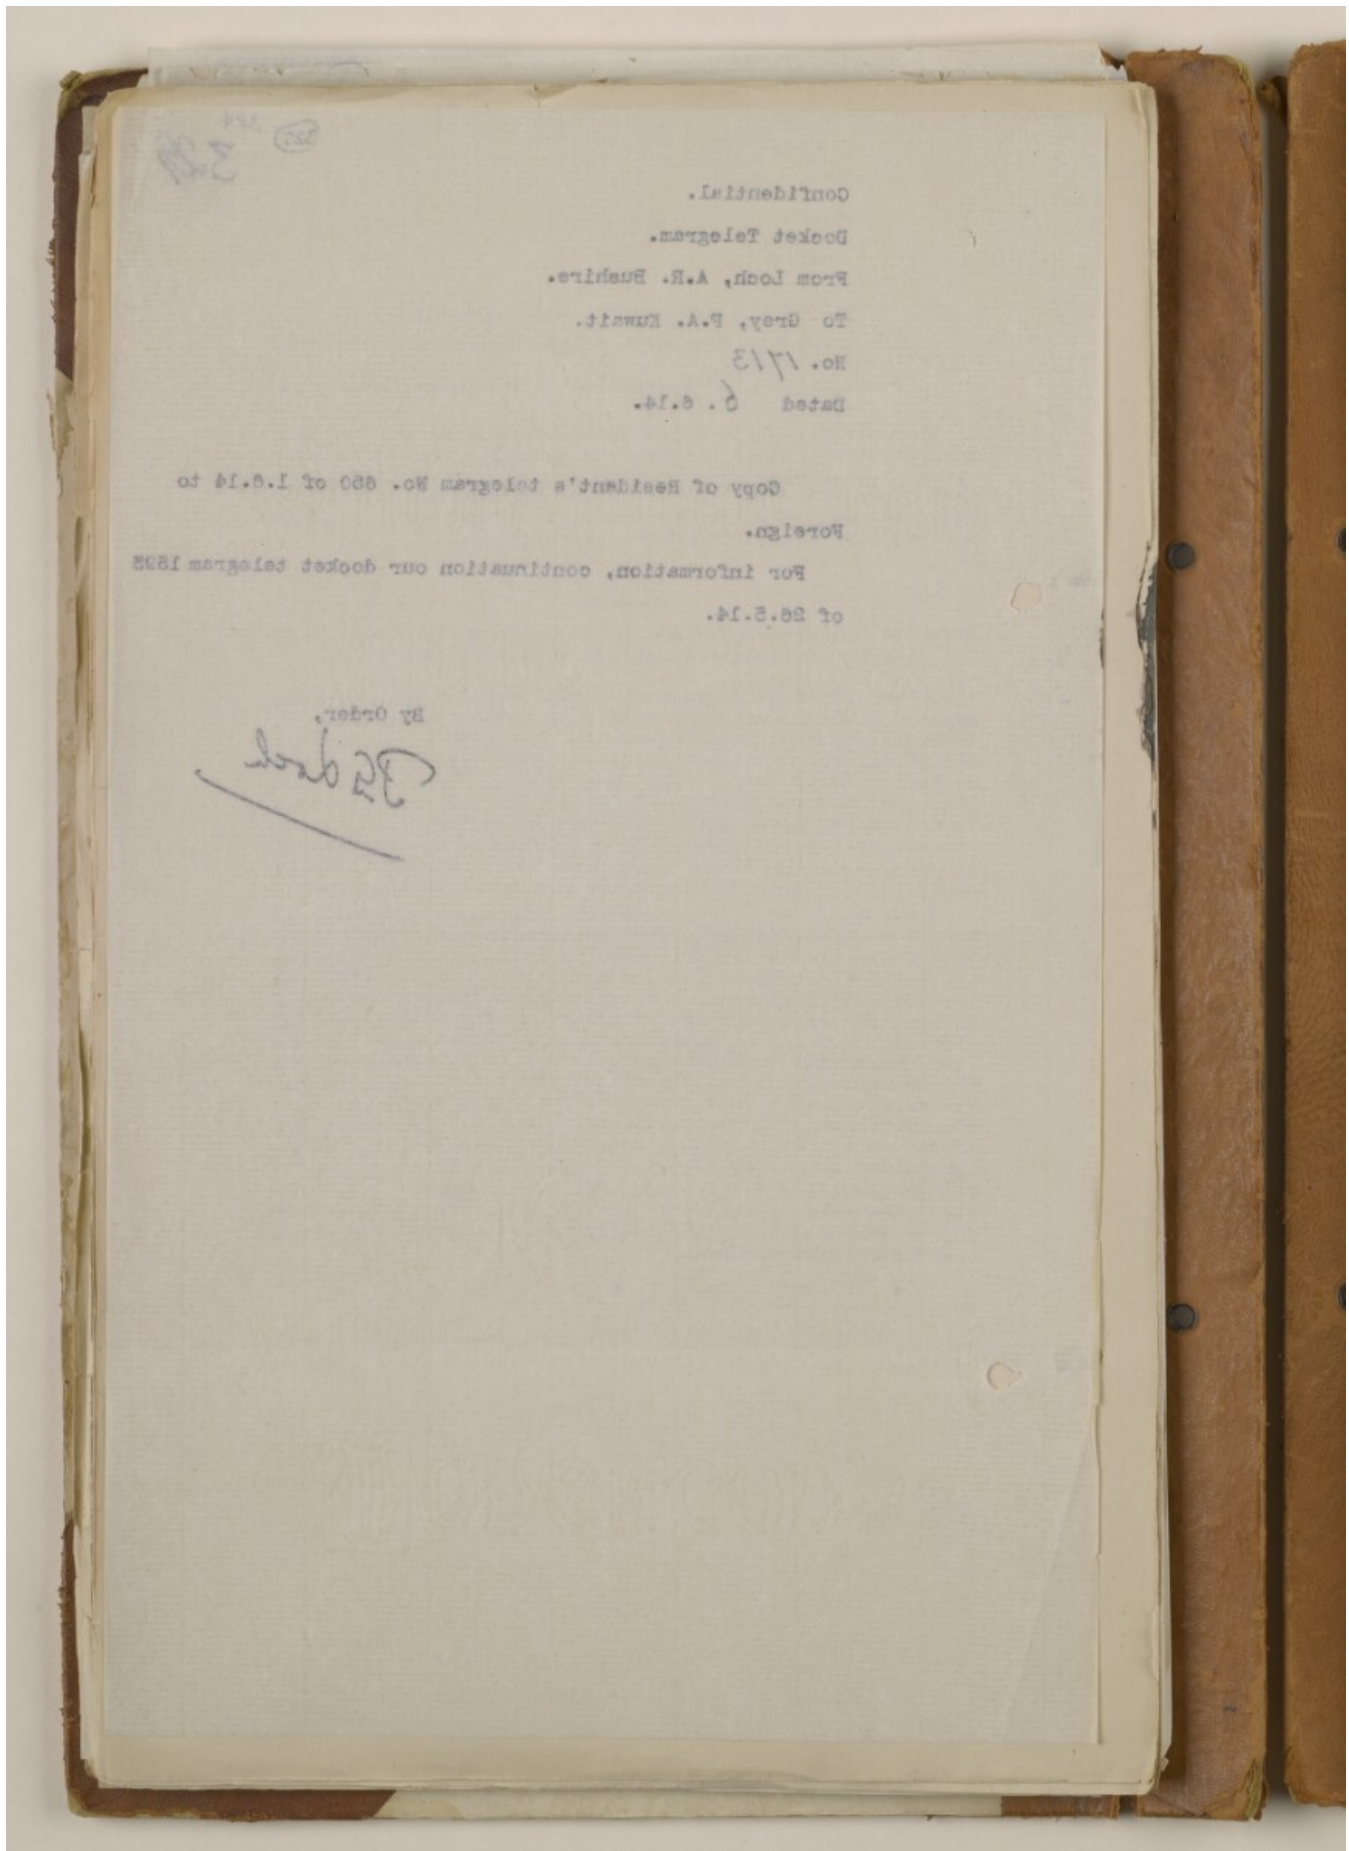 Confidential.
Docket Telegram.
From Loch, A.R. Bushire.
To Grey, P.A. Kuwait.
No. 1713
Dated 6. 6.14.
Copy of Resident's telegram No. 650 of 1.6.14 to
Foreign.
For information, continuation our docket telegram 1595
of 26.5.14.
By Order,
PGLoch